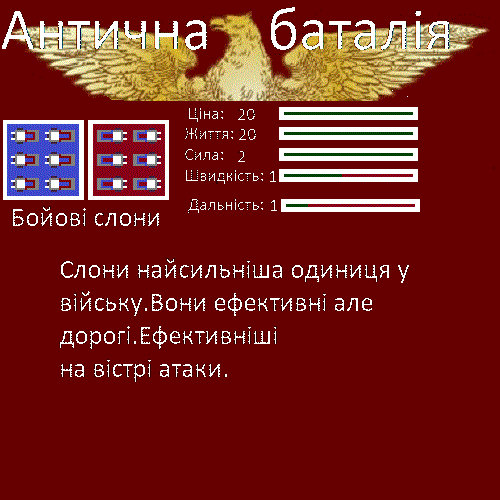 Антична баталія
Ціна: 20
Життя: 20
Сила: 2
Швидкість: 1
Дальність: 1
Бойові слони
Слони найсильніша одиниця у
війську.Вони ефективні але
дорогі.Ефективніші
на вістрі атаки.